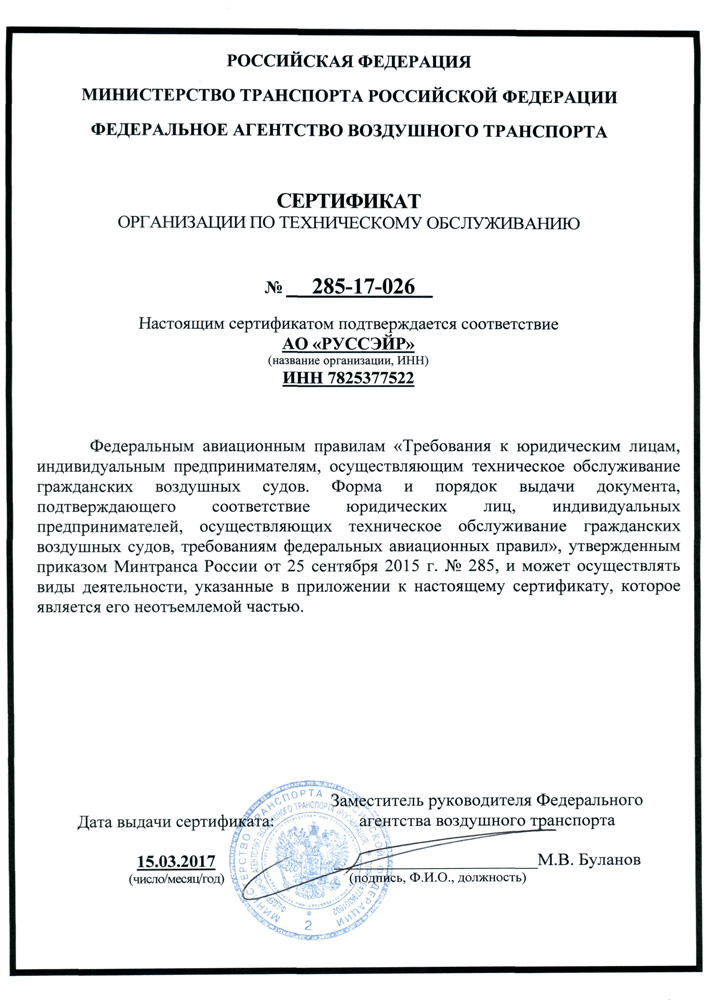 РОССИЙСКАЯ ФЕДЕРАЦИЯ
МИНИСТЕРСТВО ТРАНСПОРТА РОССИЙСКОЙ ФЕДЕРАЦИИ
ФЕДЕРАЛЬНОЕ АГЕНТСТВО ВОЗДУШНОГО ТРАНСПОРТА
СЕРТИФИКАТ
ОРГАНИЗАЦИИ ПО ТЕХНИЧЕСКОМУ ОБСЛУЖИВАНИЮ
№ 285-17-026
Настоящим сертификатом подтверждается соответствие
АО «РУССЭЙР»
(название организации, ИНН)
ИНН 7825377522
Федеральным авиационным правилам «Требования к юридическим лицам,
индивидуальным предпринимателям, осуществляющим техническое обслуживание
гражданских воздушных судов. Форма и порядок выдачи документа,
подтверждающего соответствие юридических лиц, индивидуальных
предпринимателей, осуществляющих техническое обслуживание гражданских
воздушных судов, требованиям федеральных авиационных правил», утвержденным
приказом Минтранса России от 25 сентября 2015 г. № 285, и может осуществлять
виды деятельности, указанные в приложении к настоящему сертификату, которое
является его неотъемлемой частью.
Заместитель руководителя Федерального
Дата выдачи сертификата: агентства воздушного транспорта
15.03.2017 М.В. Буланов
(число/месяц/год) (подпись, Ф.И.О., должность)
МИНИСТЕРСТВО ТРАНСПОРТА РОССИЙСКОЙ ФЕДЕРАЦИИ
2